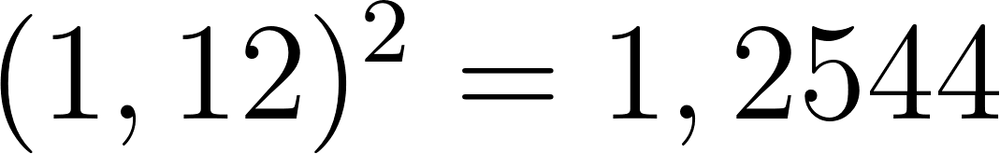 (1, 12)² = 1, 2544